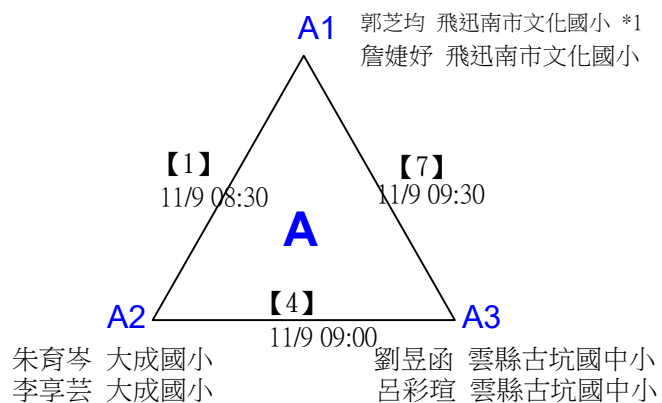 A1
郭芝均 飛迅南市文化國小 *1
詹婕妤 飛迅南市文化國小
【1】
11/9 08:30
【7】
11/9 09:30
A
【4】
11/9 09:00
A2
A3
朱育岑 大成國小
李享芸 大成國小
劉昱函 雲縣古坑國中小
呂彩瑄 雲縣古坑國中小